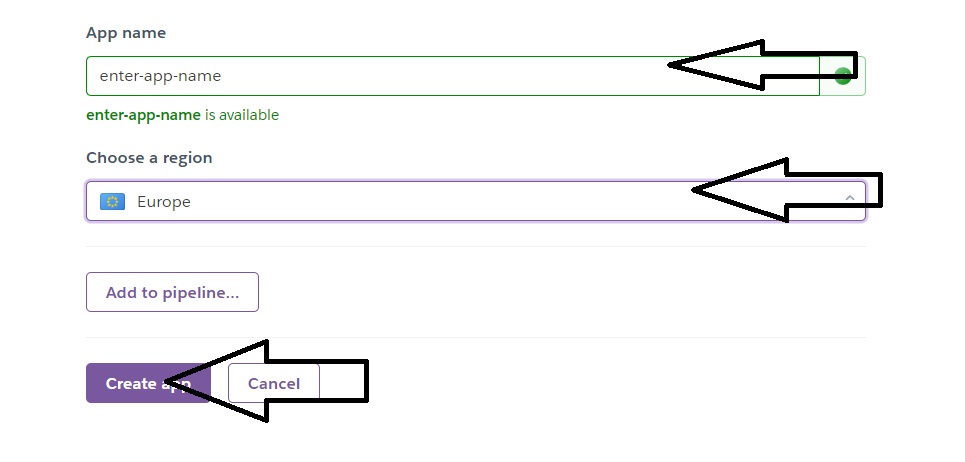 App name
enter-app-name
enter-app-name is available
Choose a region
Europe
Add to pipeline...
Create app
Cancel